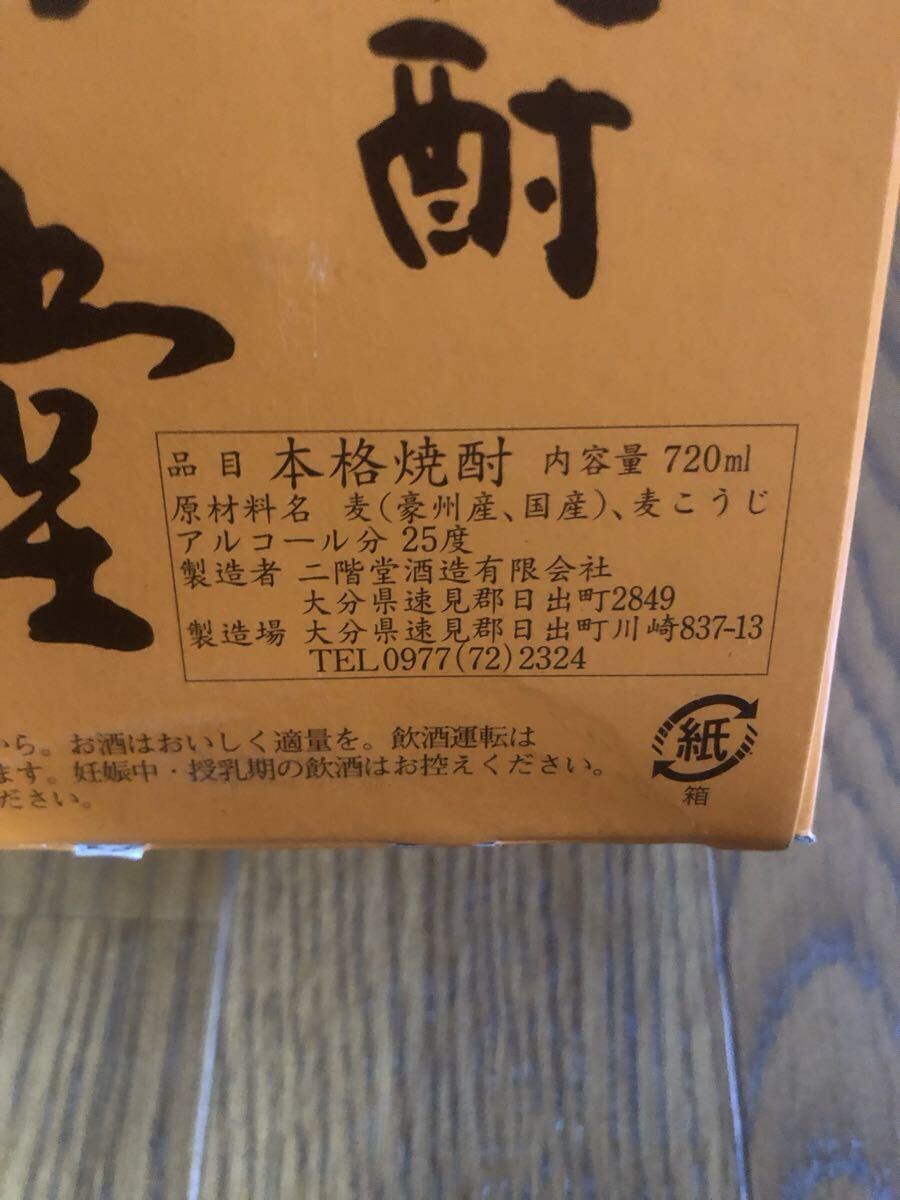 酎
堂
品目 本格焼酎 内容量 720ml
原材料名 麦(豪州産、国産)、麦こうじ
アルコール分 25度
製造者 二階堂酒造有限会社
大分県速見郡日出町2849
製造場 大分県速見郡日出町川崎837-13
TEL0977(72)2324
から。お酒はおいしく適量を。飲酒運転は
ます。妊娠中・授乳期の飲酒はお控えください。
ださい。
紙
箱